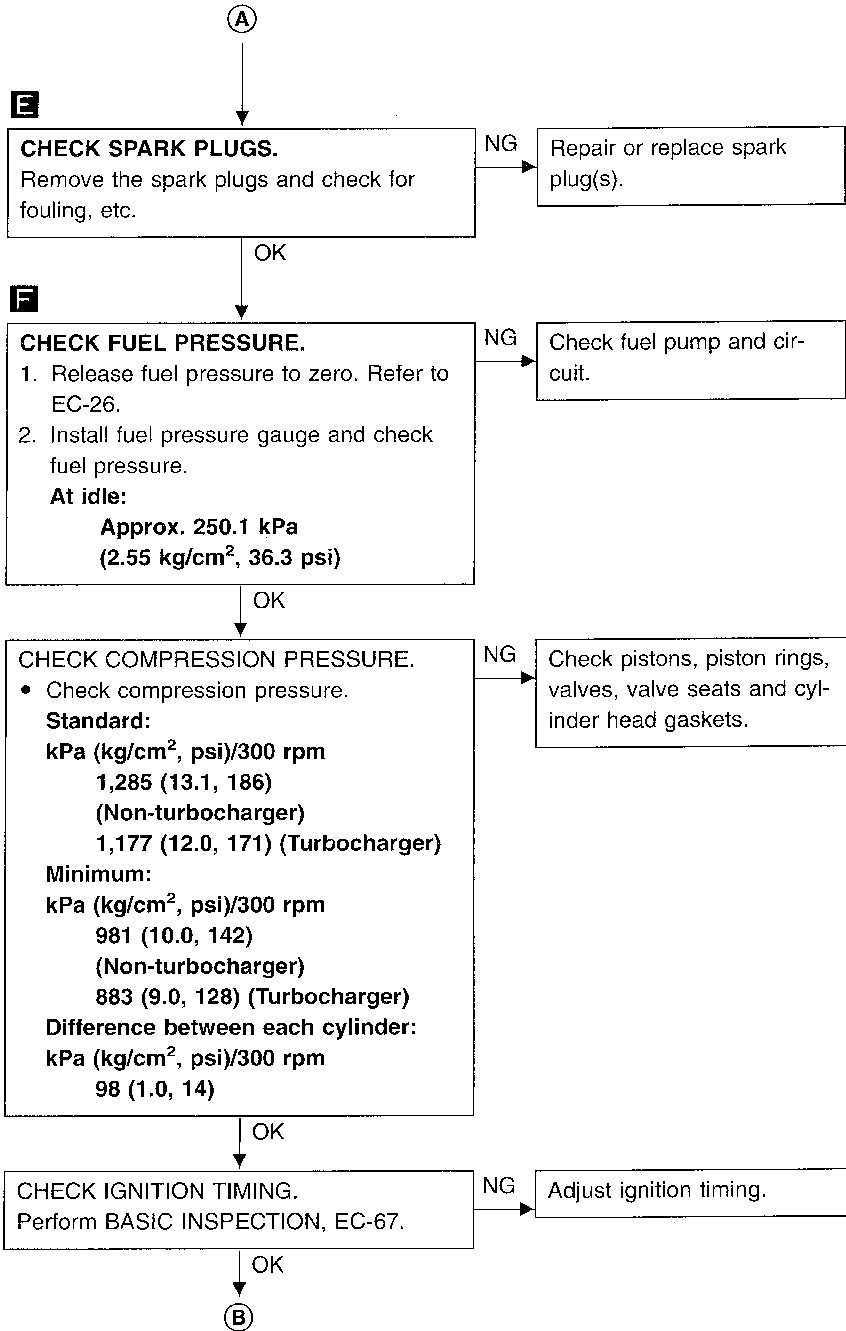 A
E
CHECK SPARK PLUGS.
Remove the spark plugs and check for
fouling, etc.
NG
Repair or replace spark
plug(s).
OK
F
CHECK FUEL PRESSURE.
1. Release fuel pressure to zero. Refer to
EC-26.
2. Install fuel pressure gauge and check
fuel pressure.
At idle:
Approx. 250.1 kPa
(2.55 kg/cm², 36.3 psi)
NG
Check fuel pump and cir-
cuit.
OK
CHECK COMPRESSION PRESSURE.
• Check compression pressure.
Standard:
kPa (kg/cm², psi)/300 rpm
1,285 (13.1, 186)
(Non-turbocharger)
1,177 (12.0, 171) (Turbocharger)
Minimum:
kPa (kg/cm², psi)/300 rpm
981 (10.0, 142)
(Non-turbocharger)
883 (9.0, 128) (Turbocharger)
Difference between each cylinder:
kPa (kg/cm², psi)/300 rpm
98 (1.0, 14)
NG
Check pistons, piston rings,
valves, valve seats and cyl-
inder head gaskets.
OK
CHECK IGNITION TIMING.
Perform BASIC INSPECTION, EC-67.
NG
Adjust ignition timing.
OK
B